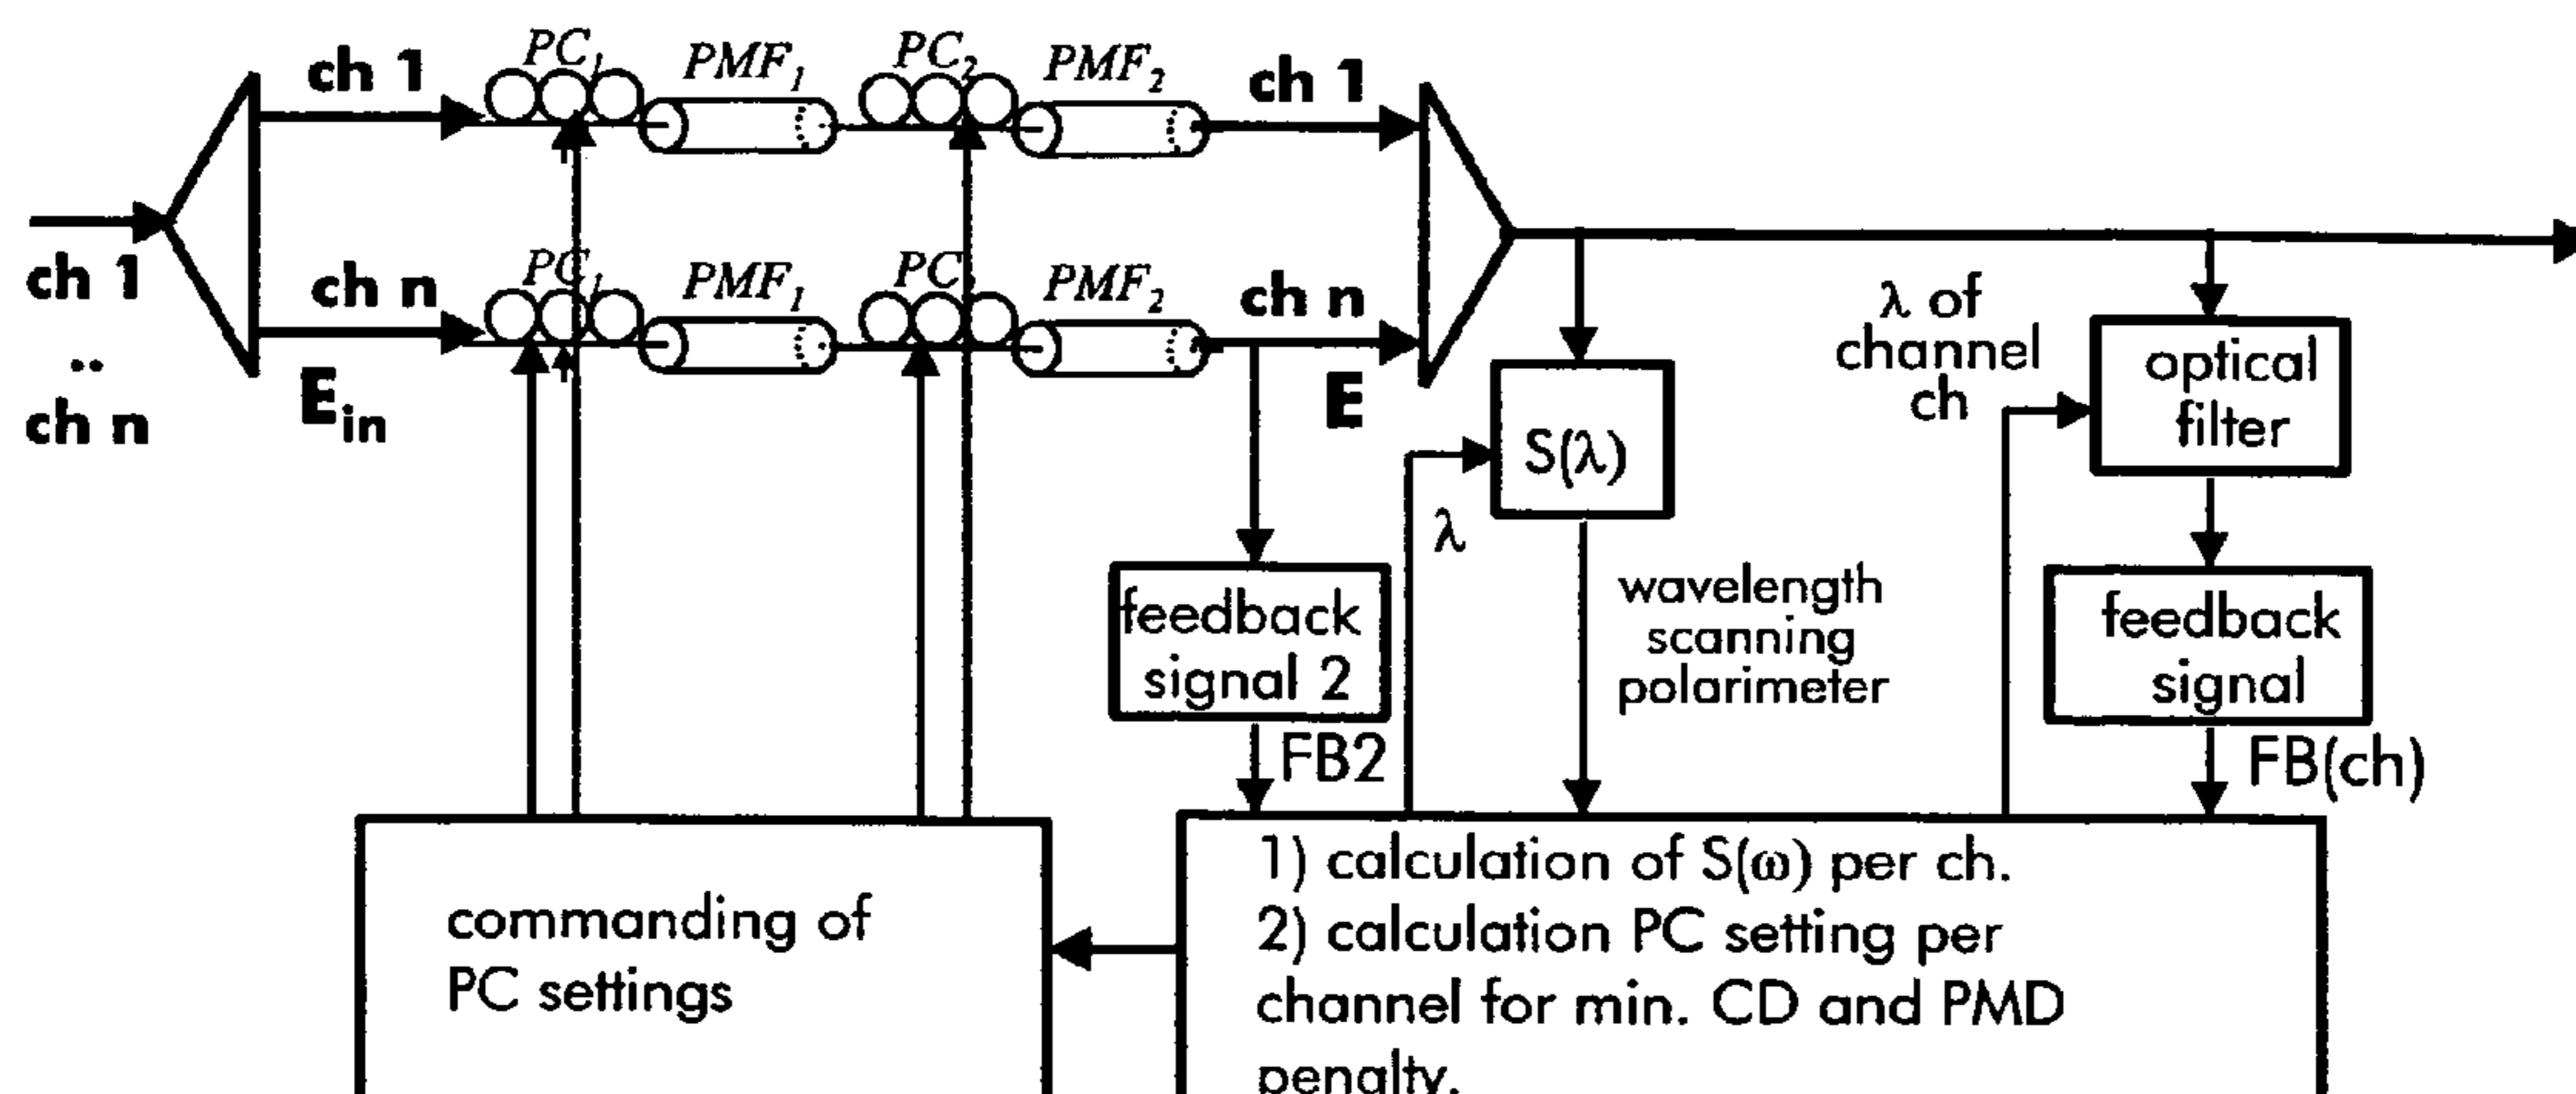 ch 1
PC₁
PMF₁
PC₂
PMF₂
ch 1
ch 1
..
ch n
ch n
E_in
PC₁
PMF₁
PC
PMF₂
ch n
E
S(λ)
λ
λ of
channel
ch
optical
filter
feedback
signal 2
FB2
wavelength
scanning
polarimeter
feedback
signal
FB(ch)
commanding of
PC settings
1) calculation of S(ω) per ch.
2) calculation PC setting per
channel for min. CD and PMD
penalty.